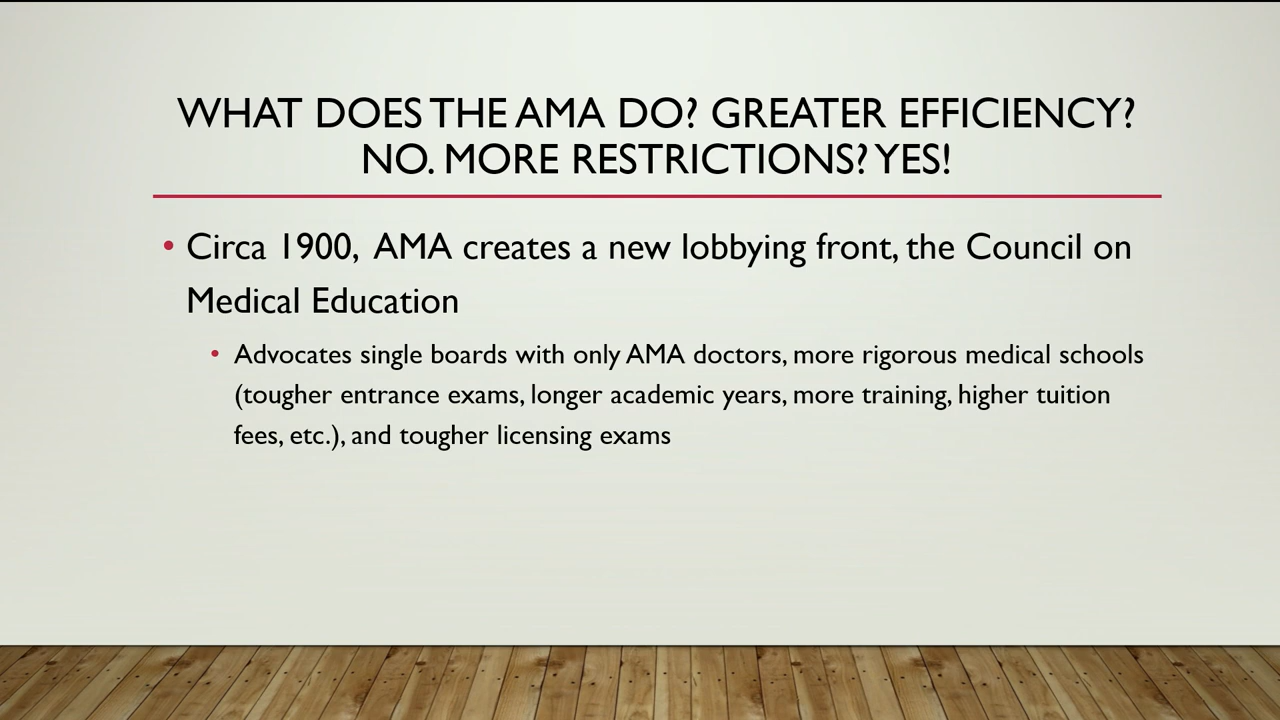 WHAT DOES THE AMA DO? GREATER EFFICIENCY?
NO. MORE RESTRICTIONS? YES!
• Circa 1900, AMA creates a new lobbying front, the Council on
Medical Education
• Advocates single boards with only AMA doctors, more rigorous medical schools
(tougher entrance exams, longer academic years, more training, higher tuition
fees, etc.), and tougher licensing exams